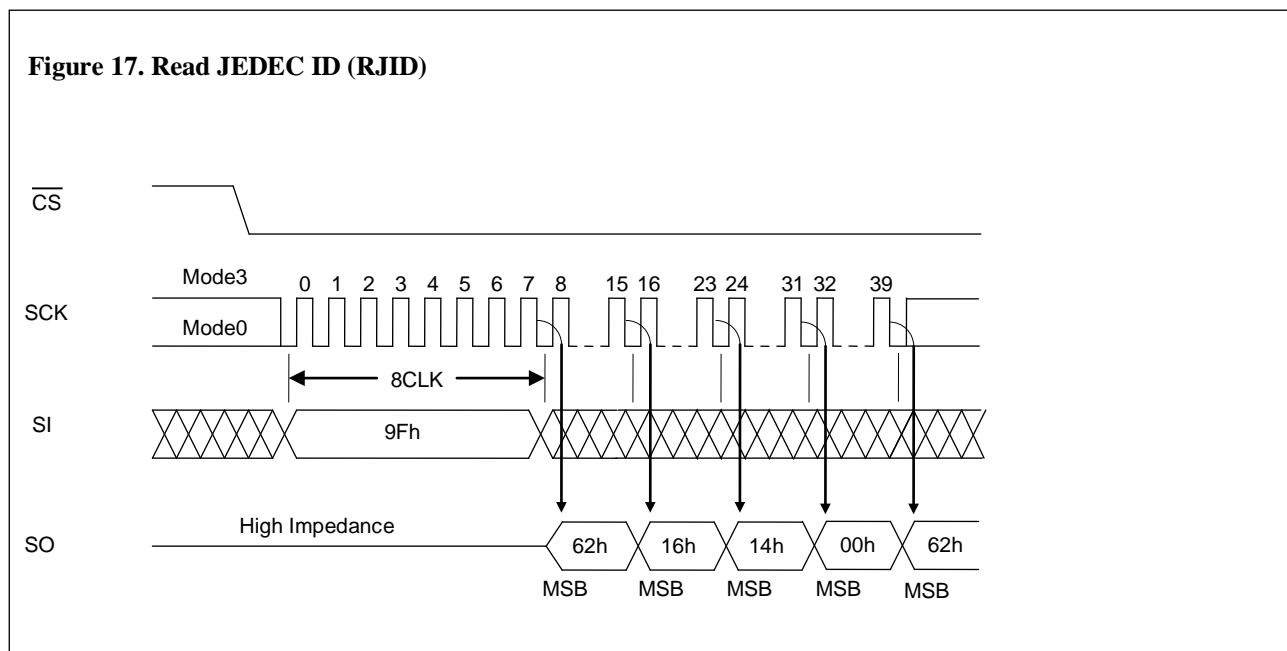 Figure 17. Read JEDEC ID (RJID)
CS
Mode3
0 1 2 3 4 5 6 7 8 15 16 23 24 31 32 39
SCK
Mode0
8CLK
SI
9Fh
High Impedance
SO
62h 16h 14h 00h 62h
MSB MSB MSB MSB MSB